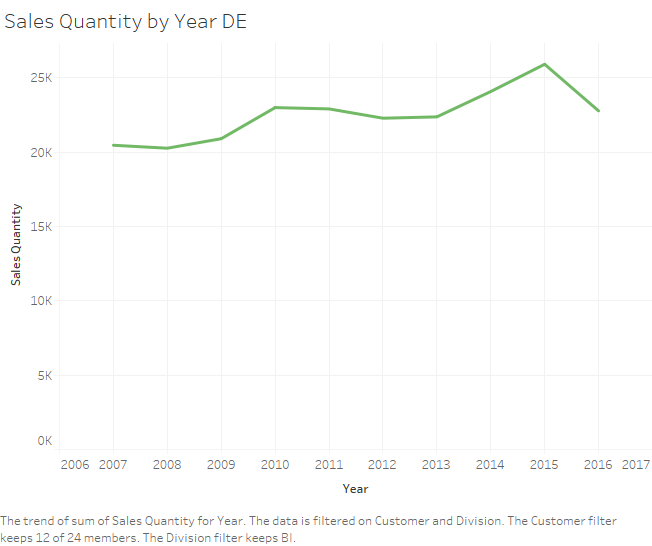 Sales Quantity by Year DE
25K
20K
15K
10K
5K
0K
Sales Quantity
2006 2007 2008 2009 2010 2011 2012 2013 2014 2015 2016 2017
Year
The trend of sum of Sales Quantity for Year. The data is filtered on Customer and Division. The Customer filter
keeps 12 of 24 members. The Division filter keeps BI.